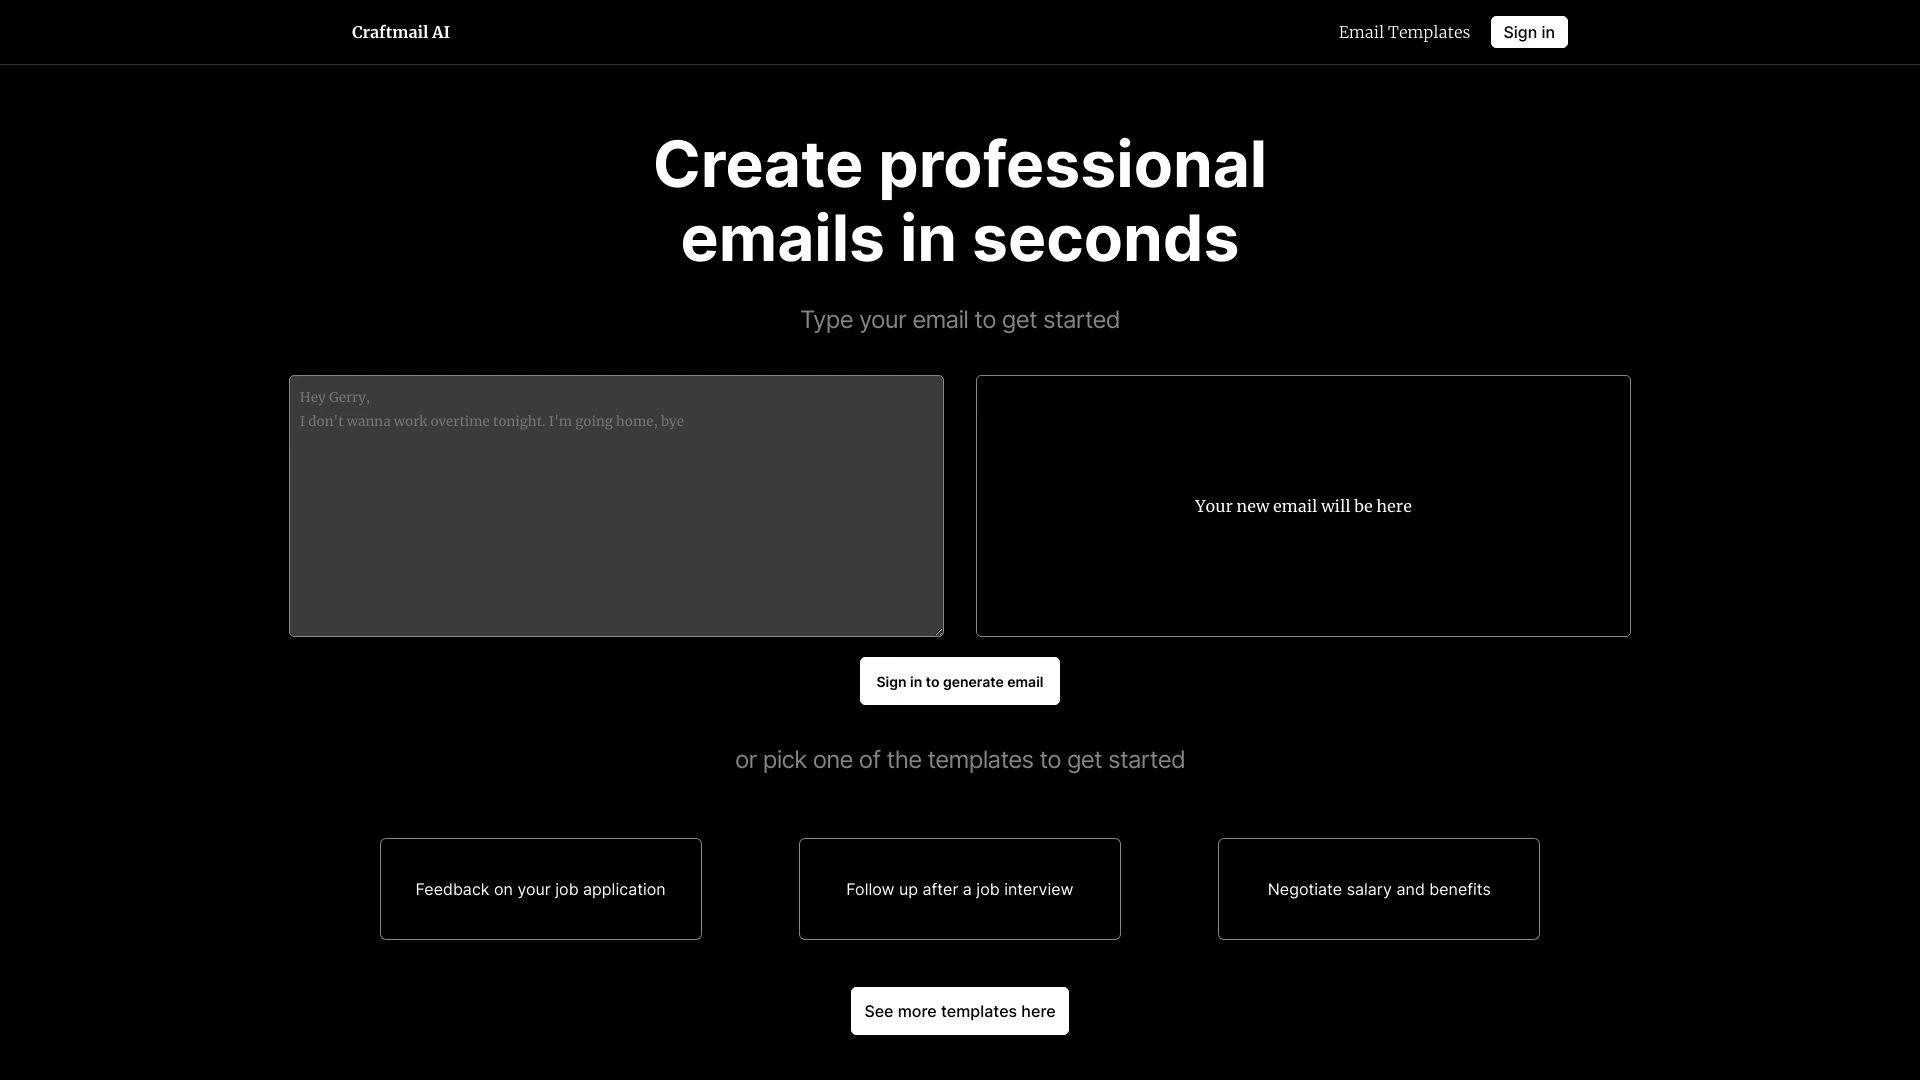 Craftmail AI
Email Templates
Sign in
Create professional
emails in seconds
Type your email to get started
Hey Gerry,
I don't wanna work overtime tonight. I'm going home, bye
Your new email will be here
Sign in to generate email
or pick one of the templates to get started
Feedback on your job application
Follow up after a job interview
Negotiate salary and benefits
See more templates here